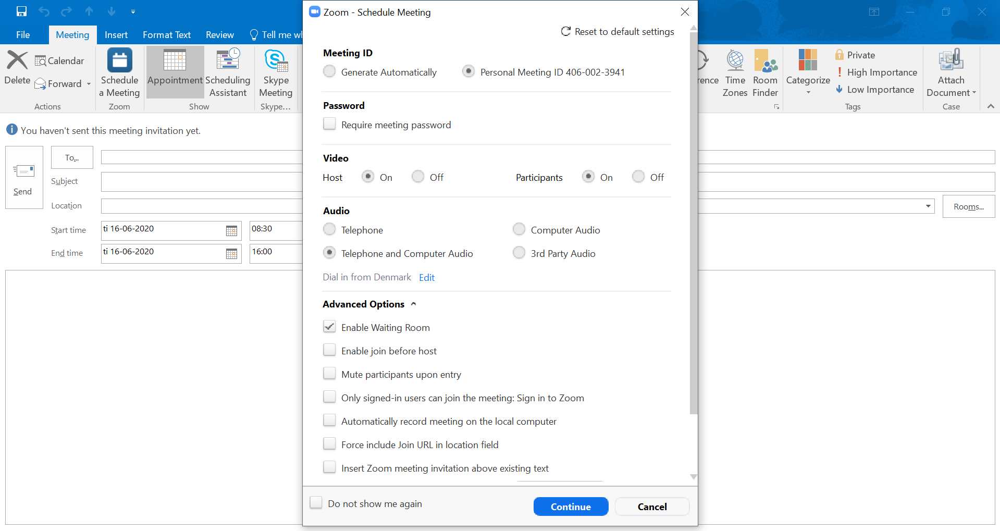 Zoom - Schedule Meeting
File Meeting Insert Format Text Review Tell me
Reset to default settings
Delete
Calendar
Forward
Actions
Schedule
a Meeting
Zoom
Appointment
Scheduling
Assistant
Show
Skype
Meeting
Skype...
Time
Zones
Room
Finder
Categorize
Private
High Importance
Low Importance
Tags
Attach
Document
Case
You haven't sent this meeting invitation yet.
Send
To...
Subject
Location
Rooms...
Start time ti 16-06-2020 08:30
End time ti 16-06-2020 16:00
Meeting ID
Generate Automatically Personal Meeting ID 406-002-3941
Password
Require meeting password
Video
Host On Off Participants On Off
Audio
Telephone Computer Audio
Telephone and Computer Audio 3rd Party Audio
Dial in from Denmark Edit
Advanced Options
Enable Waiting Room
Enable join before host
Mute participants upon entry
Only signed-in users can join the meeting: Sign in to Zoom
Automatically record meeting on the local computer
Force include Join URL in location field
Insert Zoom meeting invitation above existing text
Do not show me again Continue Cancel